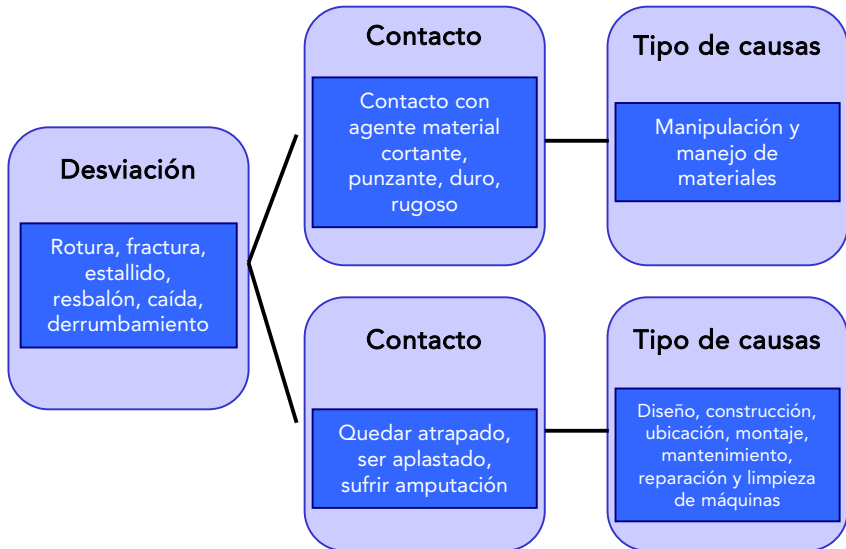 Desviación
Rotura, fractura,
estallido,
resbalón, caída,
derrumbamiento
Contacto
Contacto con
agente material
cortante,
punzante, duro,
rugoso
Tipo de causas
Manipulación y
manejo de
materiales
Contacto
Quedar atrapado,
ser aplastado,
sufrir amputación
Tipo de causas
Diseño, construcción,
ubicación, montaje,
mantenimiento,
reparación y limpieza
de máquinas